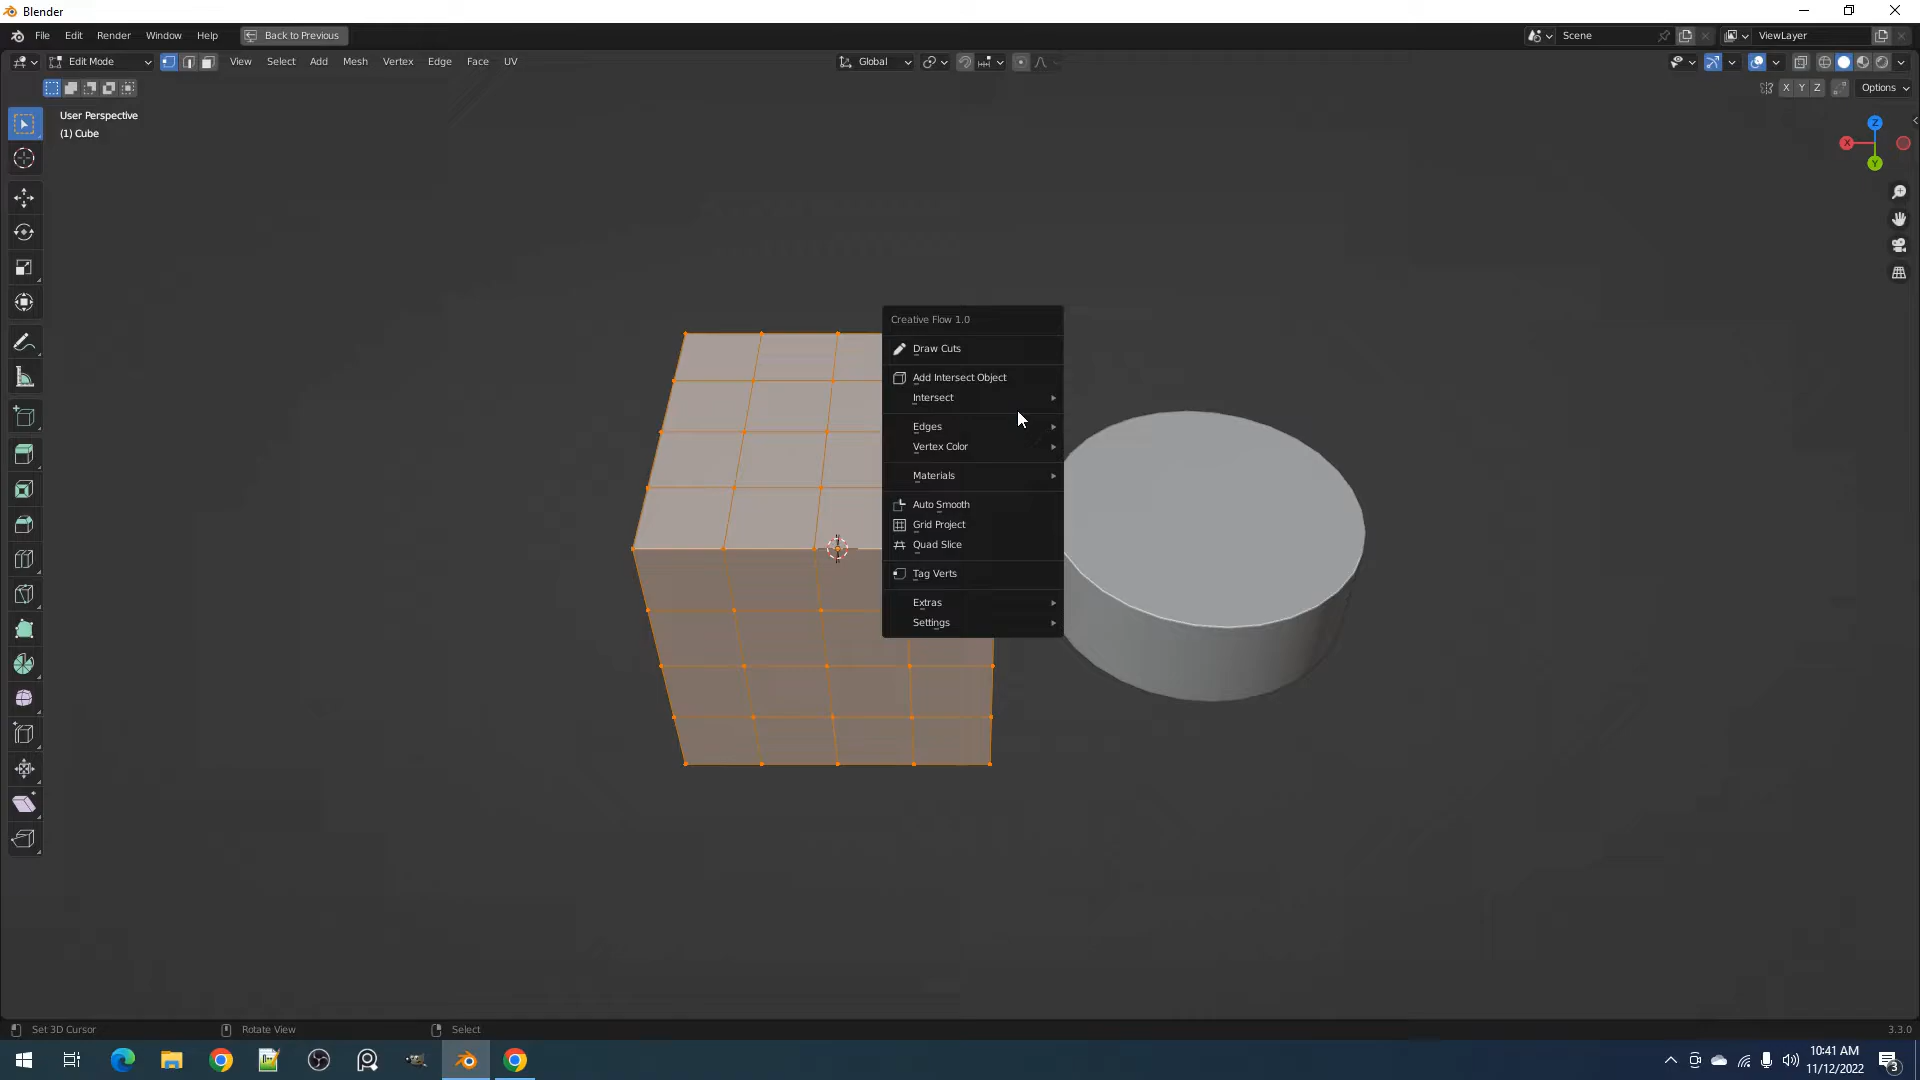 Blender
File Edit Render Window Help Back to Previous Scene ViewLayer
Edit Mode View Select Add Mesh Vertex Edge Face UV Global
X Y Z Options
User Perspective
(1) Cube
Z
X
Y
Creative Flow 1.0
Draw Cuts
Add Intersect Object
Intersect
Edges
Vertex Color
Materials
Auto Smooth
Grid Project
Quad Slice
Tag Verts
Extras
Settings
Set 3D Cursor Rotate View Select 3.3.0
10:41 AM
11/12/2022
3